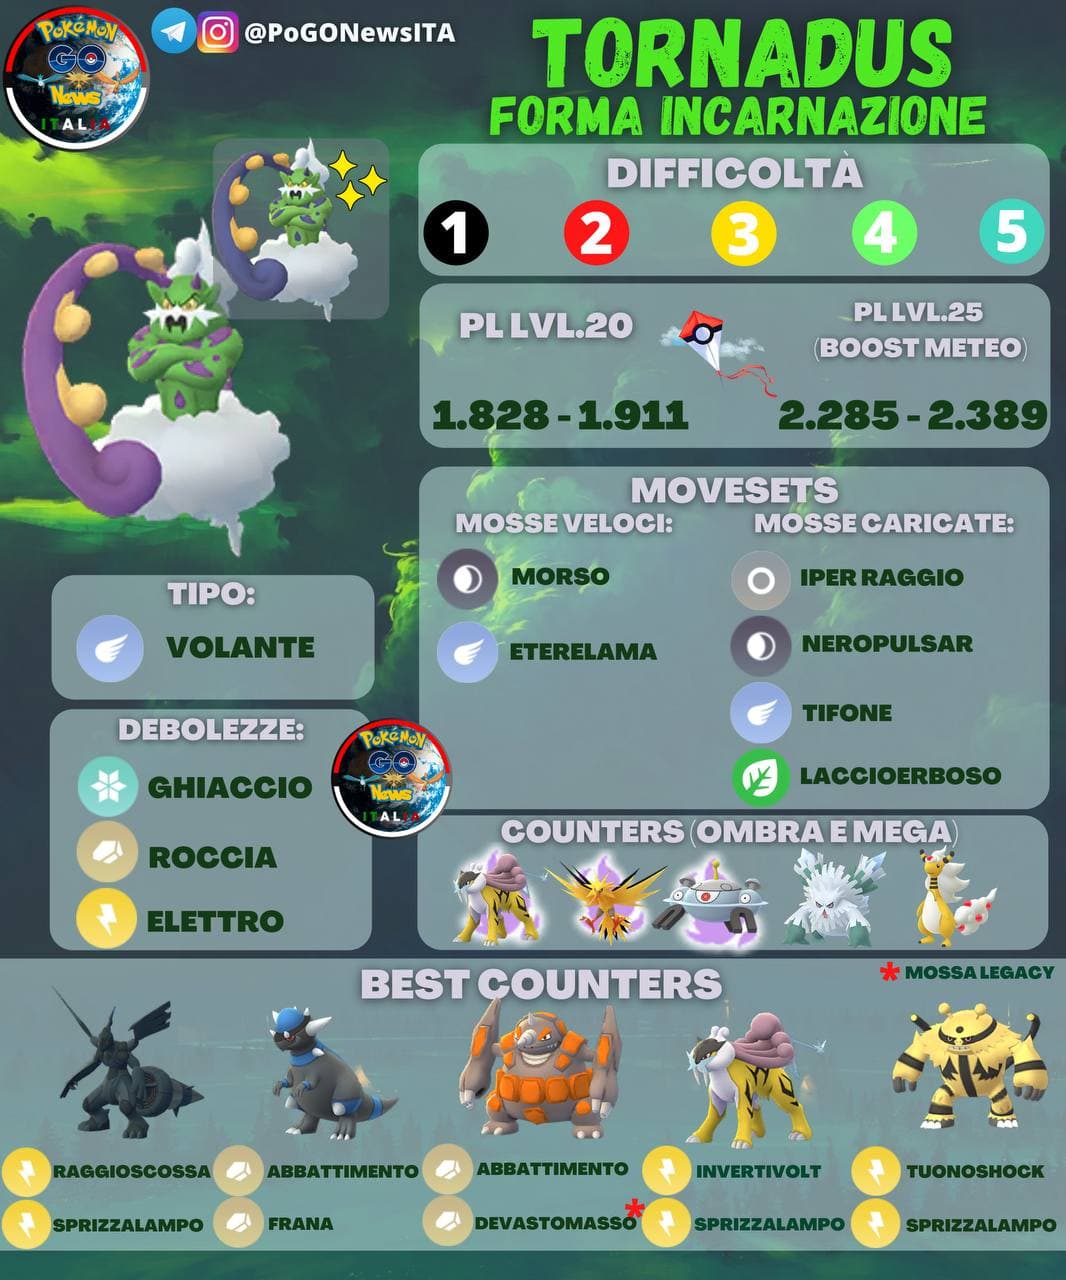 POKéMON
GO
News
ITALIA
@PoGONewsITA
TORNADUS
FORMA INCARNAZIONE
DIFFICOLTÀ
1 2 3 4 5
PL LVL.20
1.828 - 1.911
PL LVL.25
(BOOST METEO)
2.285 - 2.389
MOVESETS
MOSSE VELOCI:
MORSO
ETERELAMA
MOSSE CARICATE:
IPER RAGGIO
NEROPULSAR
TIFONE
LACCIOERBOSO
TIPO:
VOLANTE
DEBOLEZZE:
GHIACCIO
ROCCIA
ELETTRO
POKéMON
GO
News
ITALIA
COUNTERS (OMBRA E MEGA)
BEST COUNTERS
* MOSSA LEGACY
RAGGIOSCOSSA ABBATTIMENTO ABBATTIMENTO INVERTIVOLT TUONOSHOCK
SPRIZZALAMPO FRANA DEVASTOMASSO* SPRIZZALAMPO SPRIZZALAMPO